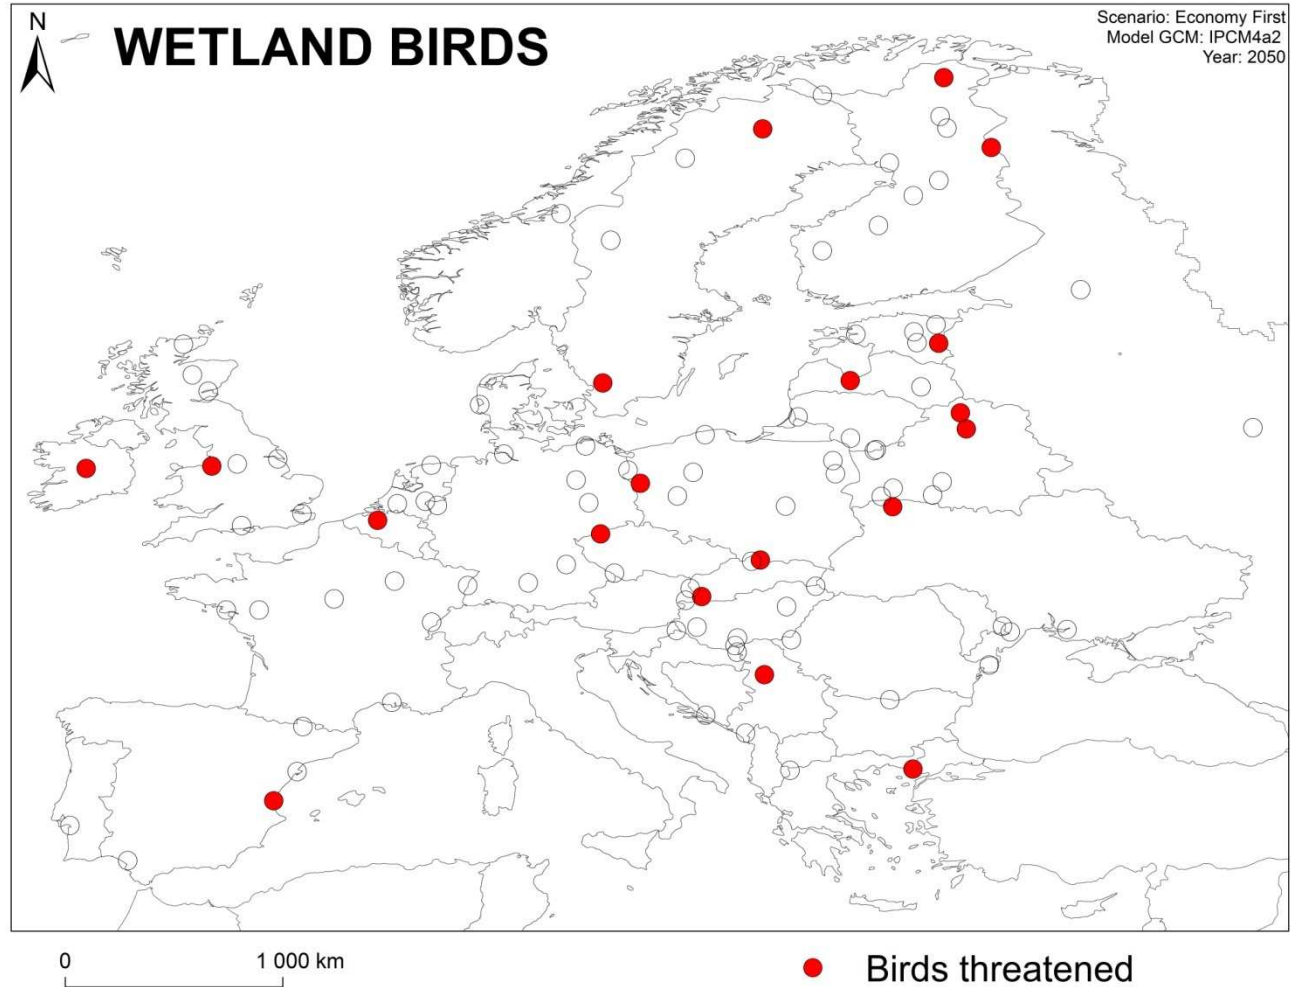 N
WETLAND BIRDS
Scenario: Economy First
Model GCM: IPCM4a2
Year: 2050
0 1 000 km
Birds threatened